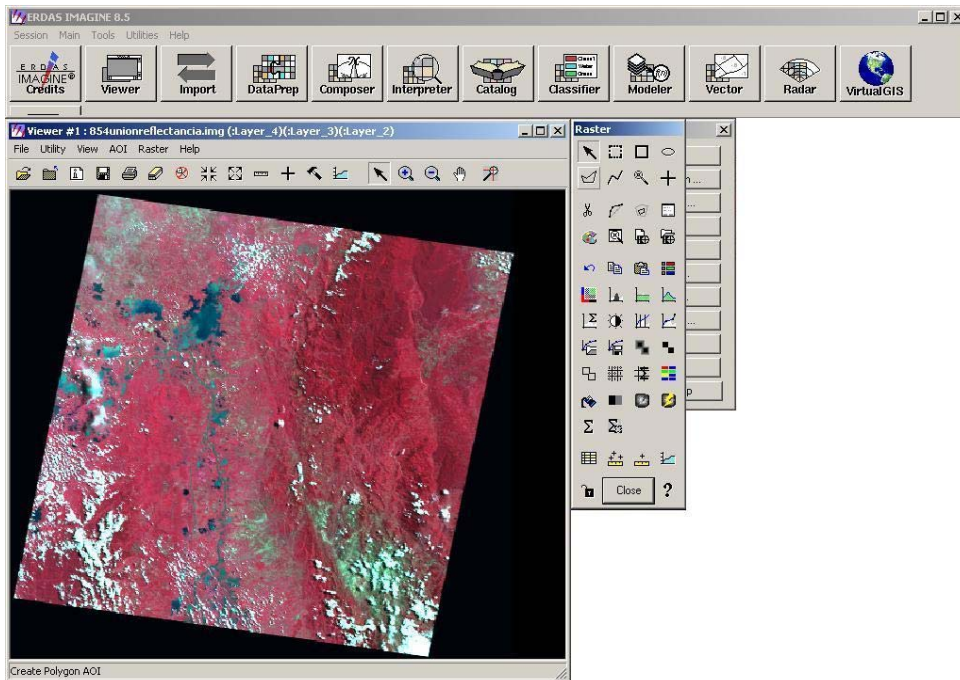 ERDAS IMAGINE 8.5
Session Main Tools Utilities Help
ERDAS
IMAGINE®
Credits
Viewer
Import
DataPrep
Composer
Interpreter
Catalog
Classifier
Modeler
Vector
Radar
VirtualGIS
Viewer #1 : 854unionreflectancia.img (:Layer_4)(:Layer_3)(:Layer_2)
File Utility View AOI Raster Help
Raster
Close
?
Create Polygon AOI